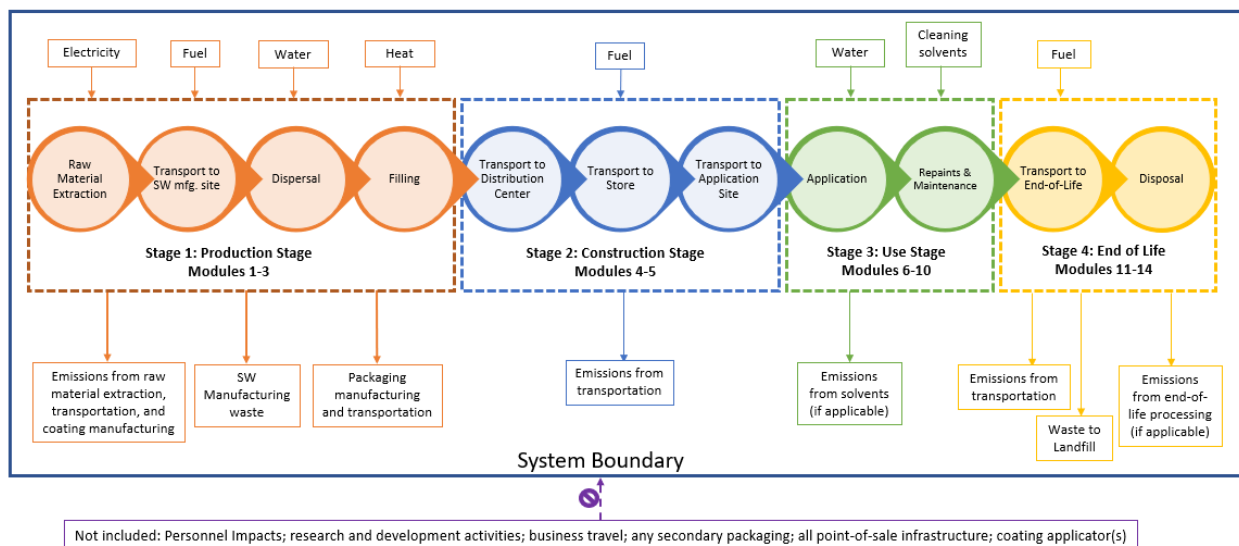 Electricity
Fuel
Water
Heat
Fuel
Water
Cleaning
solvents
Fuel
Raw
Material
Extraction
Transport to
SW mfg. site
Dispersal
Filling
Transport to
Distribution
Center
Transport to
Store
Transport to
Application
Site
Application
Repaints &
Maintenance
Transport to
End-of-Life
Disposal
Stage 1: Production Stage
Modules 1-3
Stage 2: Construction Stage
Modules 4-5
Stage 3: Use Stage
Modules 6-10
Stage 4: End of Life
Modules 11-14
Emissions from raw
material extraction,
transportation, and
coating manufacturing
SW
Manufacturing
waste
Packaging
manufacturing
and transportation
Emissions from
transportation
Emissions
from solvents
(if applicable)
Emissions from
transportation
Waste to
Landfill
Emissions
from end-of-
life processing
(if applicable)
System Boundary
Not included: Personnel Impacts; research and development activities; business travel; any secondary packaging; all point-of-sale infrastructure; coating applicator(s)